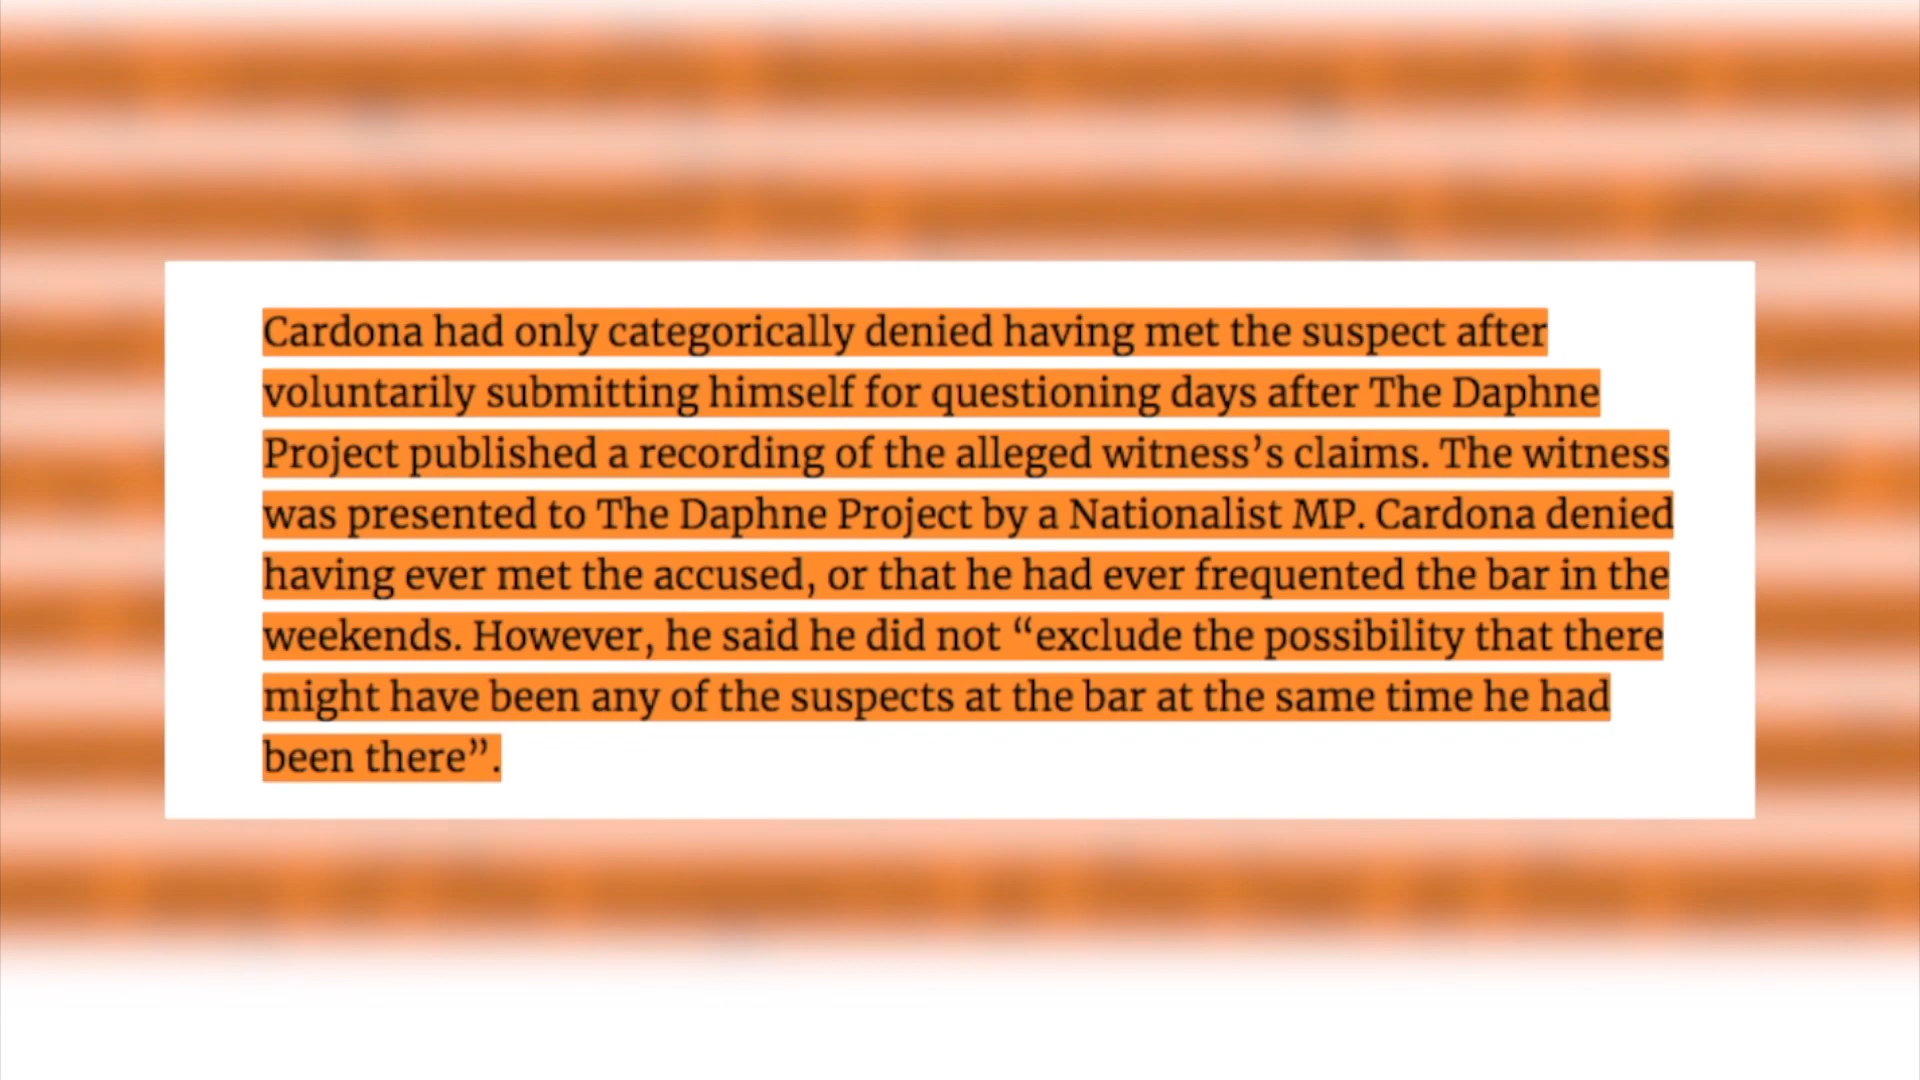 Cardona had only categorically denied having met the suspect after
voluntarily submitting himself for questioning days after The Daphne
Project published a recording of the alleged witness’s claims. The witness
was presented to The Daphne Project by a Nationalist MP. Cardona denied
having ever met the accused, or that he had ever frequented the bar in the
weekends. However, he said he did not “exclude the possibility that there
might have been any of the suspects at the bar at the same time he had
been there”.